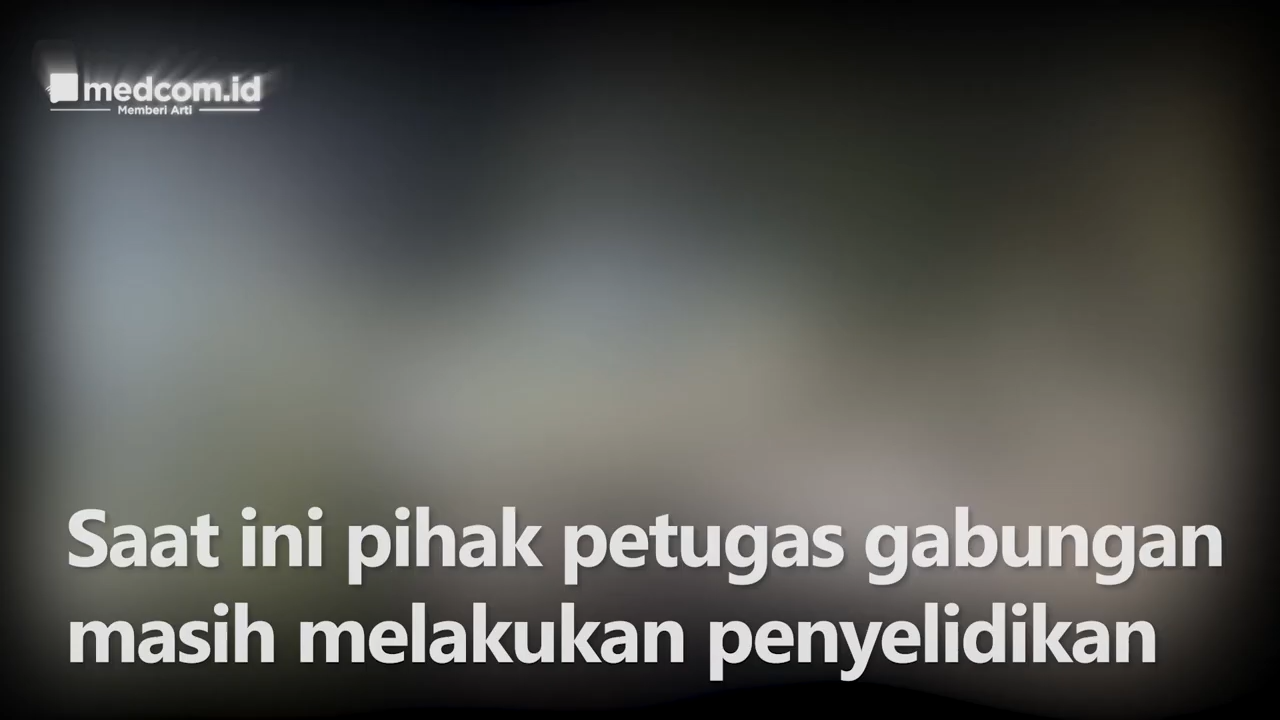 medcom.id
Memberi Arti
Saat ini pihak petugas gabungan
masih melakukan penyelidikan